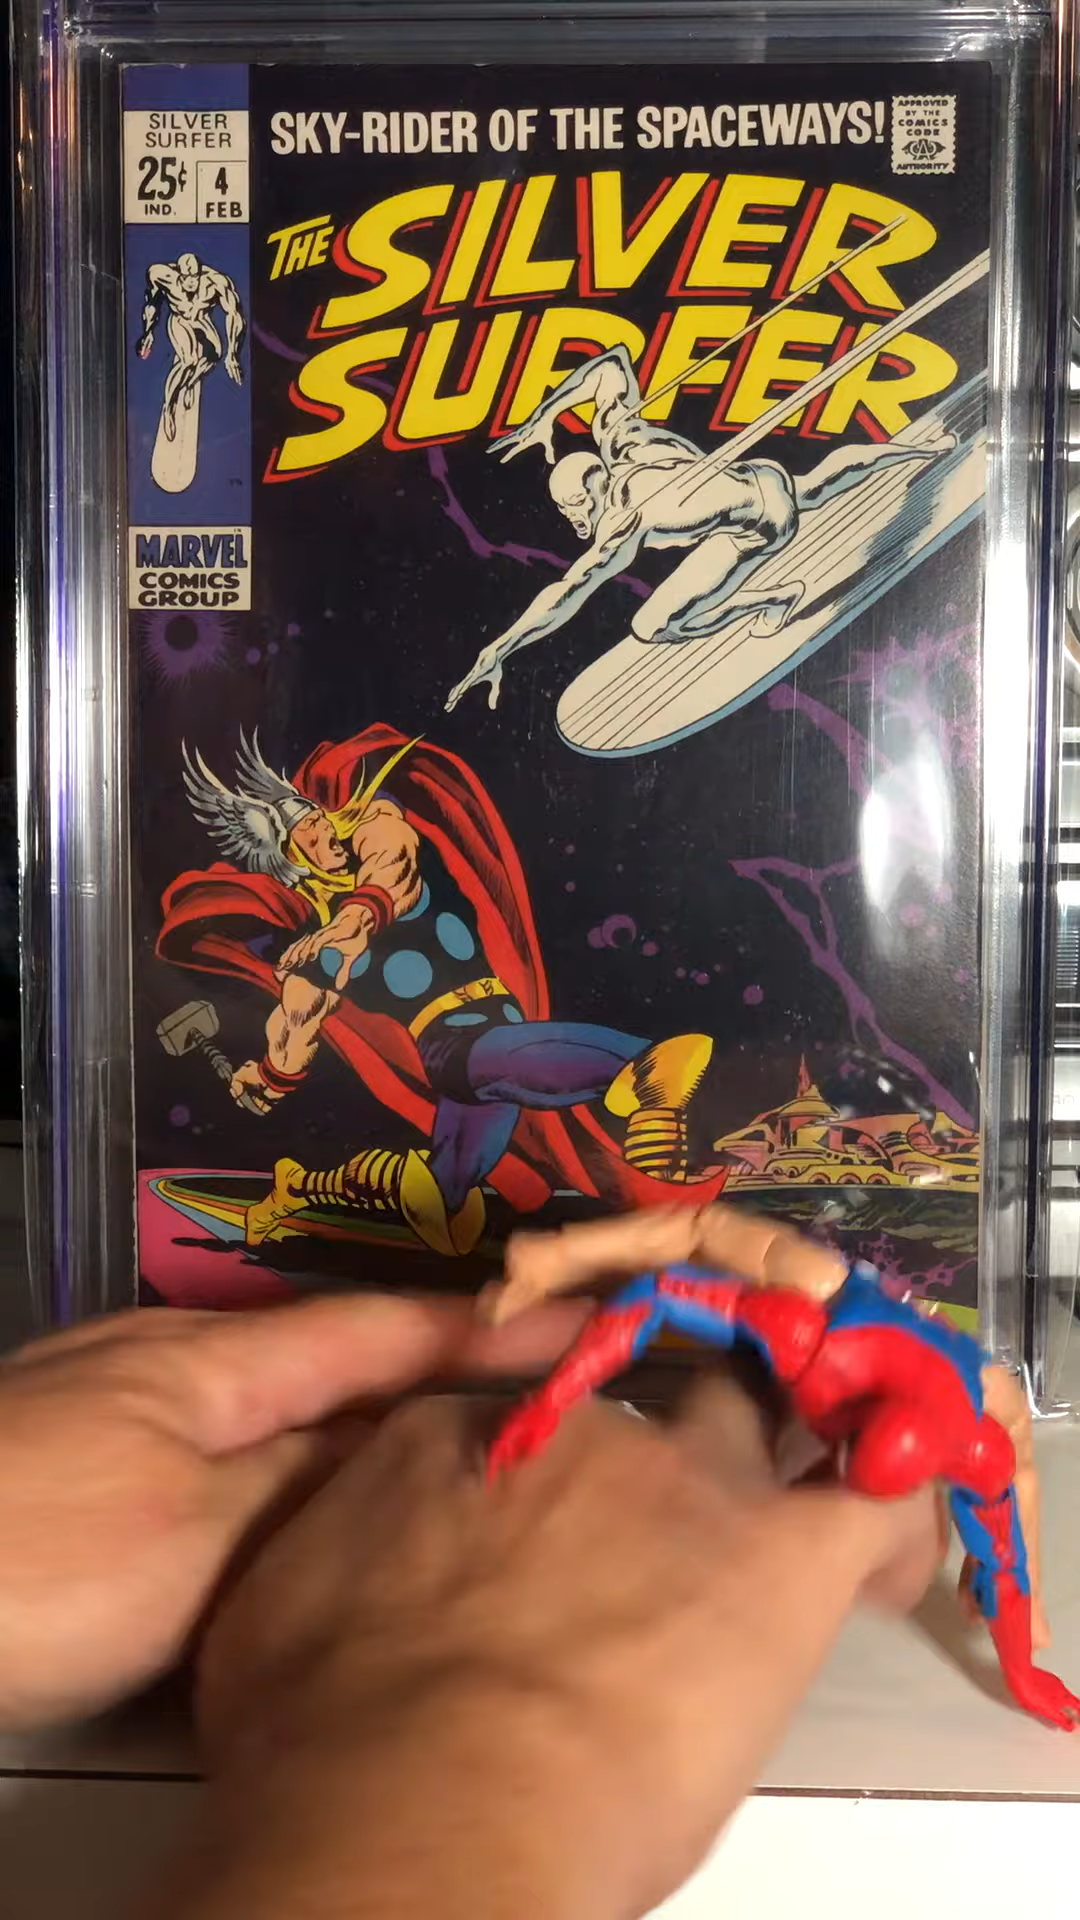 SILVER
SURFER
25¢
IND.
4
FEB
SKY-RIDER OF THE SPACEWAYS!
APPROVED
BY THE
COMICS
CODE
CA
AUTHORITY
THE SILVER
SURFER
MARVEL
COMICS
GROUP